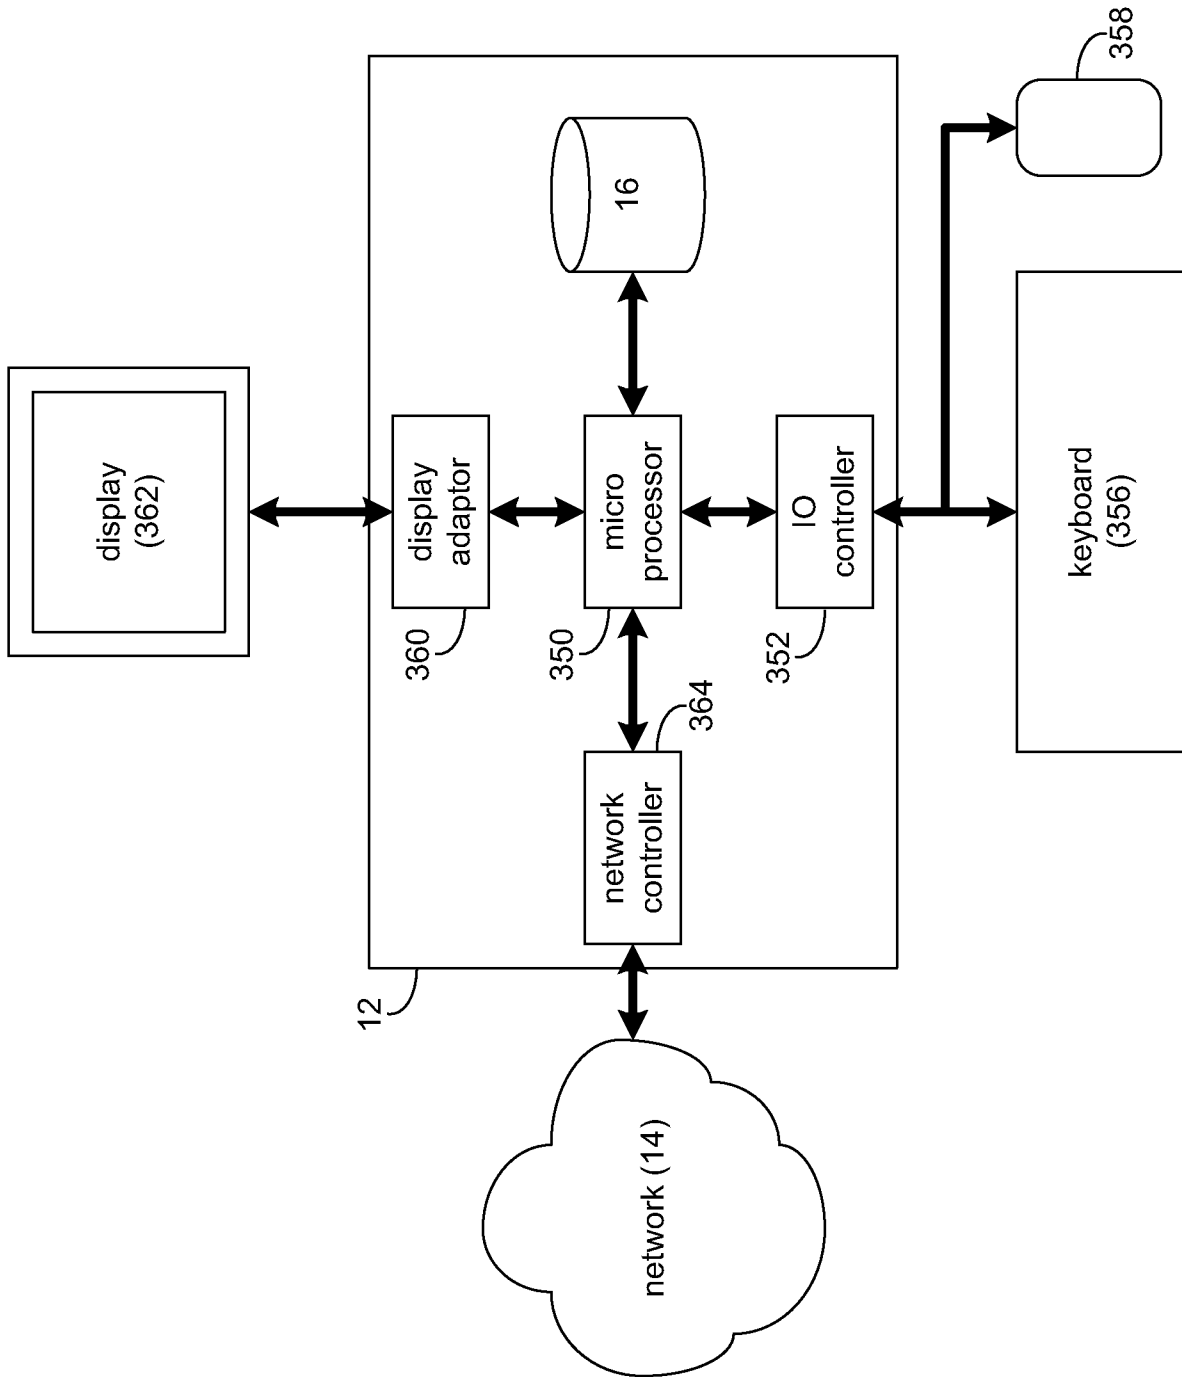 display
(362)
display
adaptor
360
micro
processor
350
16
IO
controller
352
network
controller
364
12
network (14)
keyboard
(356)
358